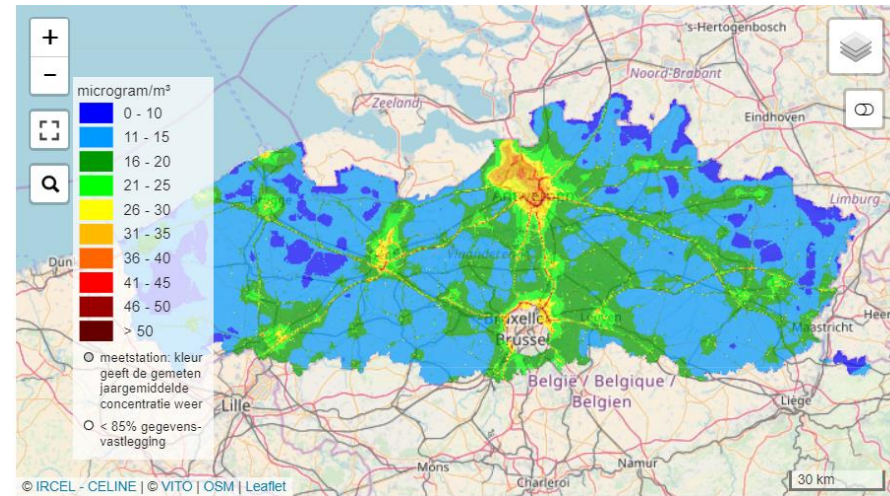 +
−
microgram/m³
0 - 10
11 - 15
16 - 20
21 - 25
26 - 30
31 - 35
36 - 40
41 - 45
46 - 50
> 50
meetstation: kleur
geeft de gemeten
jaargemiddelde
concentratie weer
< 85% gegevens-
vastlegging
's-Hertogenbosch
Noord-Brabant
Zeeland
Eindhoven
Limburg
Brugge
Antwerpen
Vlaanderen
Leuven
Bruxelles
Brussel
Maastricht
België / Belgique /
Belgien
Lille
Liège
Mons
Namur
Charleroi
30 km
© IRCEL - CELINE | © VITO | OSM | Leaflet